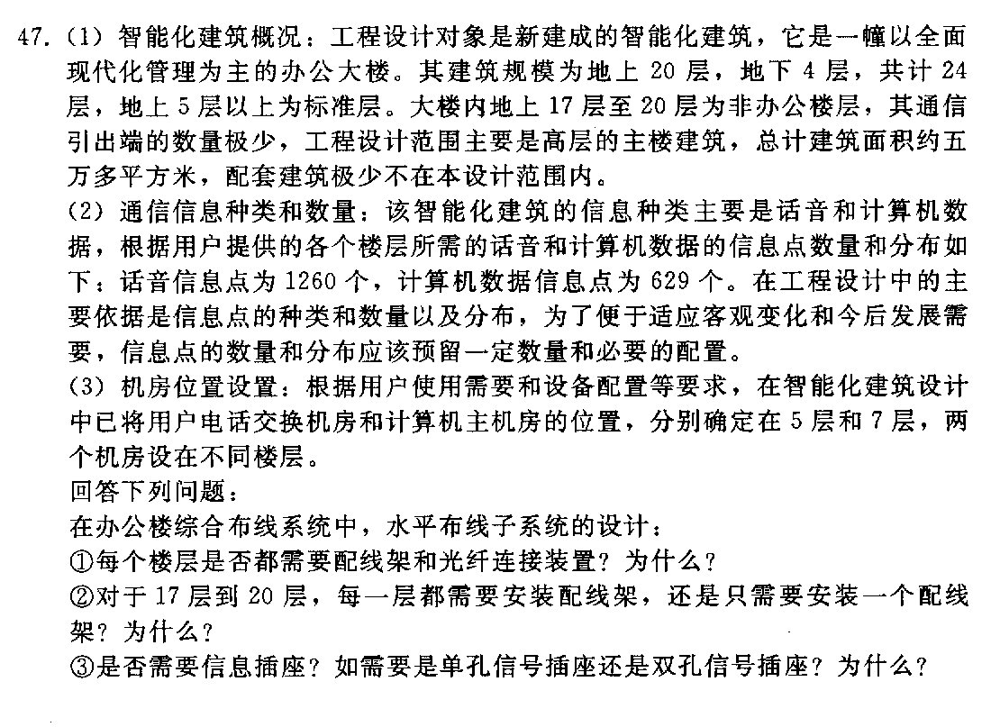 47. (1) 智能化建筑概况：工程设计对象是新建成的智能化建筑，它是一幢以全面
现代化管理为主的办公大楼。其建筑规模为地上 20 层，地下 4 层，共计 24
层，地上 5 层以上为标准层。大楼内地上 17 层至 20 层为非办公楼层，其通信
引出端的数量极少，工程设计范围主要是高层的主楼建筑，总计建筑面积约五
万多平方米，配套建筑极少不在本设计范围内。
(2) 通信信息种类和数量：该智能化建筑的信息种类主要是话音和计算机数
据，根据用户提供的各个楼层所需的话音和计算机数据的信息点数量和分布如
下：话音信息点为 1260 个，计算机数据信息点为 629 个。在工程设计中的主
要依据是信息点的种类和数量以及分布，为了便于适应客观变化和今后发展需
要，信息点的数量和分布应该预留一定数量和必要的配置。
(3) 机房位置设置：根据用户使用需要和设备配置等要求，在智能化建筑设计
中已将用户电话交换机房和计算机主机房的位置，分别确定在 5 层和 7 层，两
个机房设在不同楼层。
回答下列问题：
在办公楼综合布线系统中，水平布线子系统的设计：
①每个楼层是否都需要配线架和光纤连接装置？为什么？
②对于 17 层到 20 层，每一层都需要安装配线架，还是只需要安装一个配线
架？为什么？
③是否需要信息插座？如需要是单孔信号插座还是双孔信号插座？为什么？